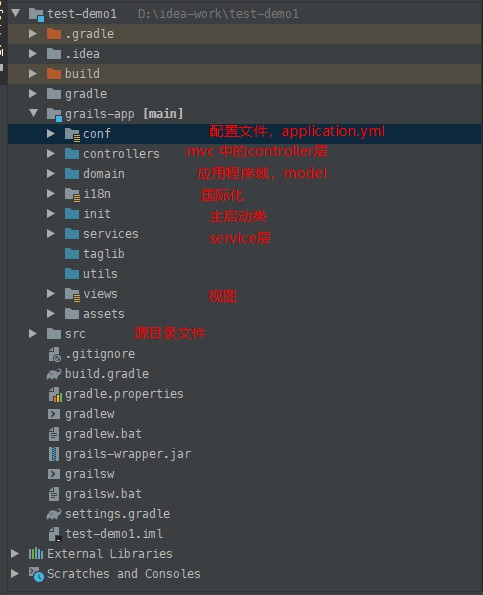 test-demo1 D:\idea-work\test-demo1
.gradle
.idea
build
gradle
grails-app [main]
conf 配置文件，application.yml
controllers mvc 中的controller层
domain 应用程序域，model
i18n 国际化
init 主启动类
services service层
taglib
utils
views 视图
assets
src 源目录文件
.gitignore
build.gradle
gradle.properties
gradlew
gradlew.bat
grails-wrapper.jar
grailsw
grailsw.bat
settings.gradle
test-demo1.iml
External Libraries
Scratches and Consoles